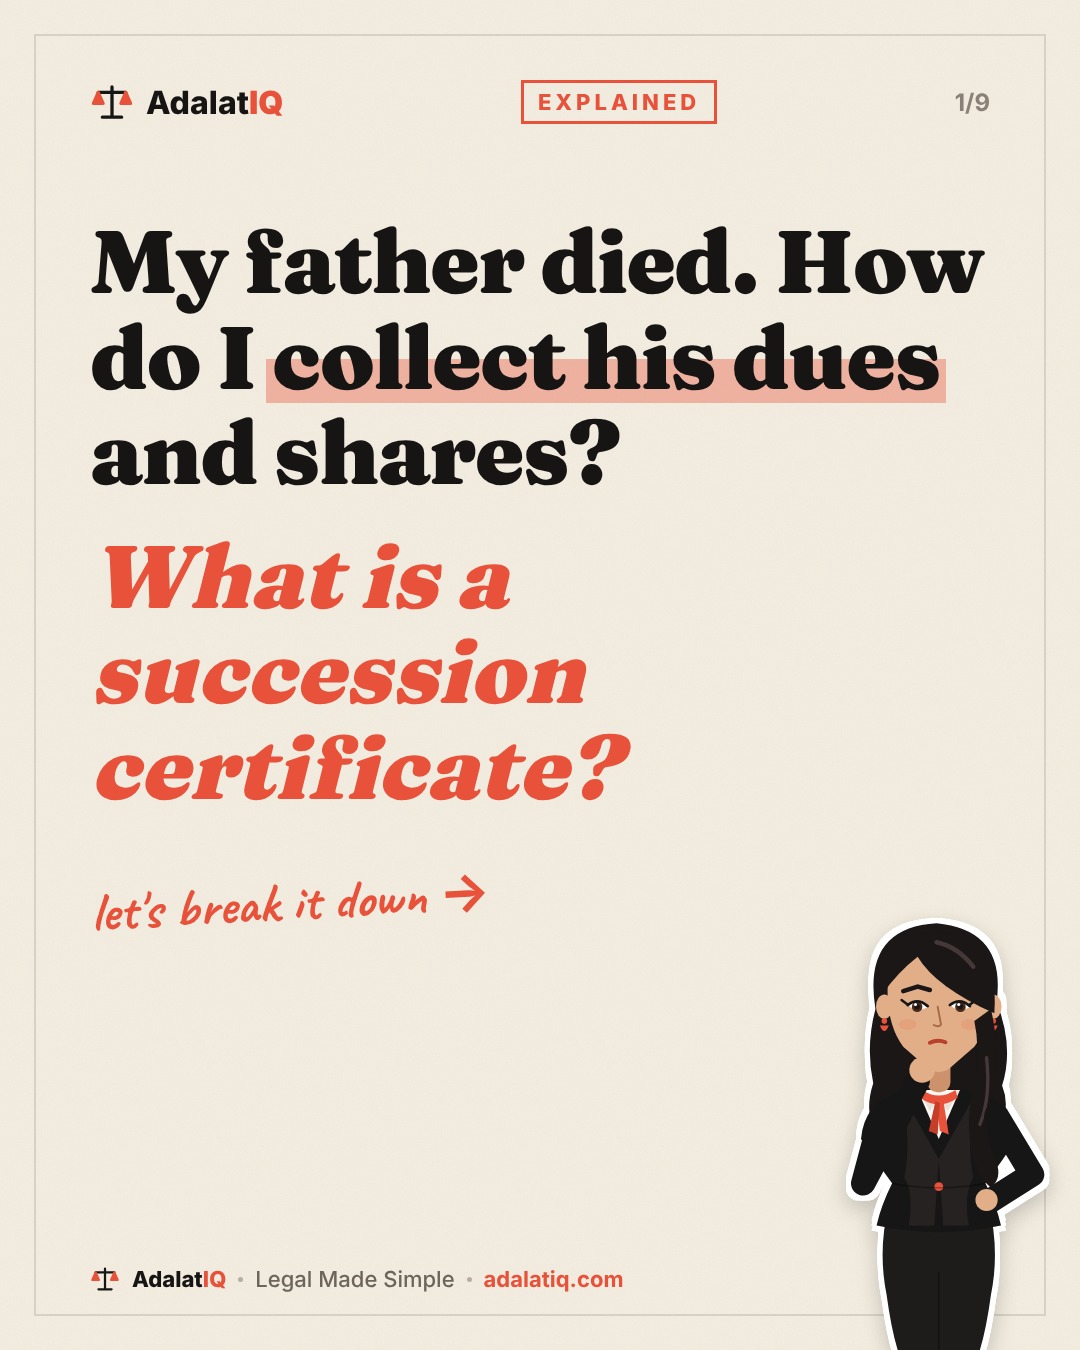 AdalatIQ
EXPLAINED
1/9
My father died. How
do I collect his dues
and shares?
What is a
succession
certificate?
let's break it down →
AdalatIQ • Legal Made Simple • adalatiq.com